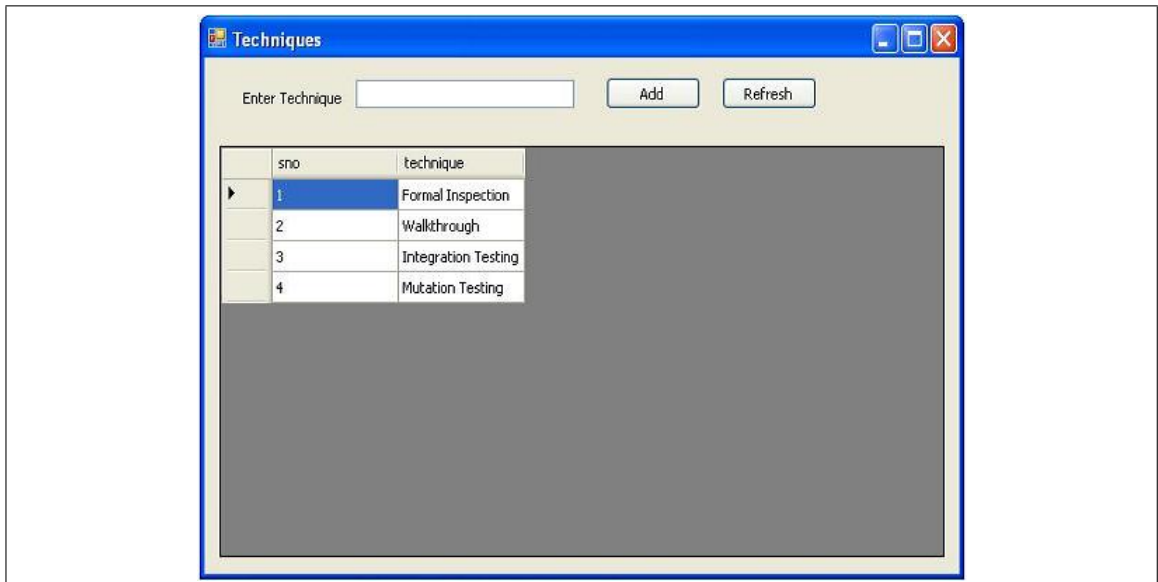 Techniques
Enter Technique Add Refresh
sno technique
1 Formal Inspection
2 Walkthrough
3 Integration Testing
4 Mutation Testing